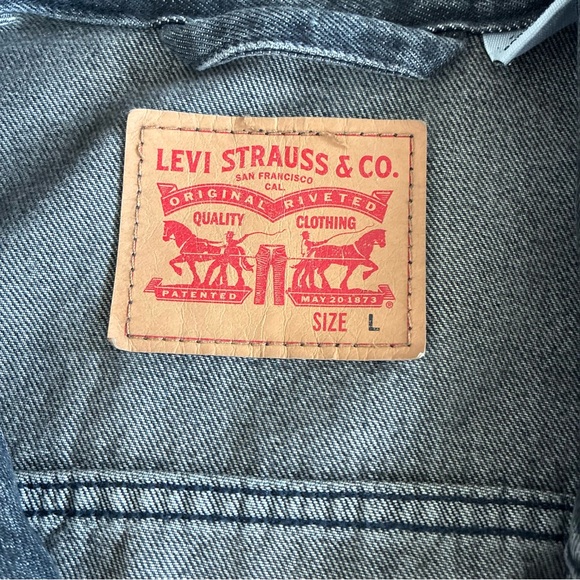 LEVI STRAUSS & CO.
SAN FRANCISCO
CAL.
ORIGINAL RIVETED
QUALITY CLOTHING
PATENTED MAY 20·1873
®
SIZE L